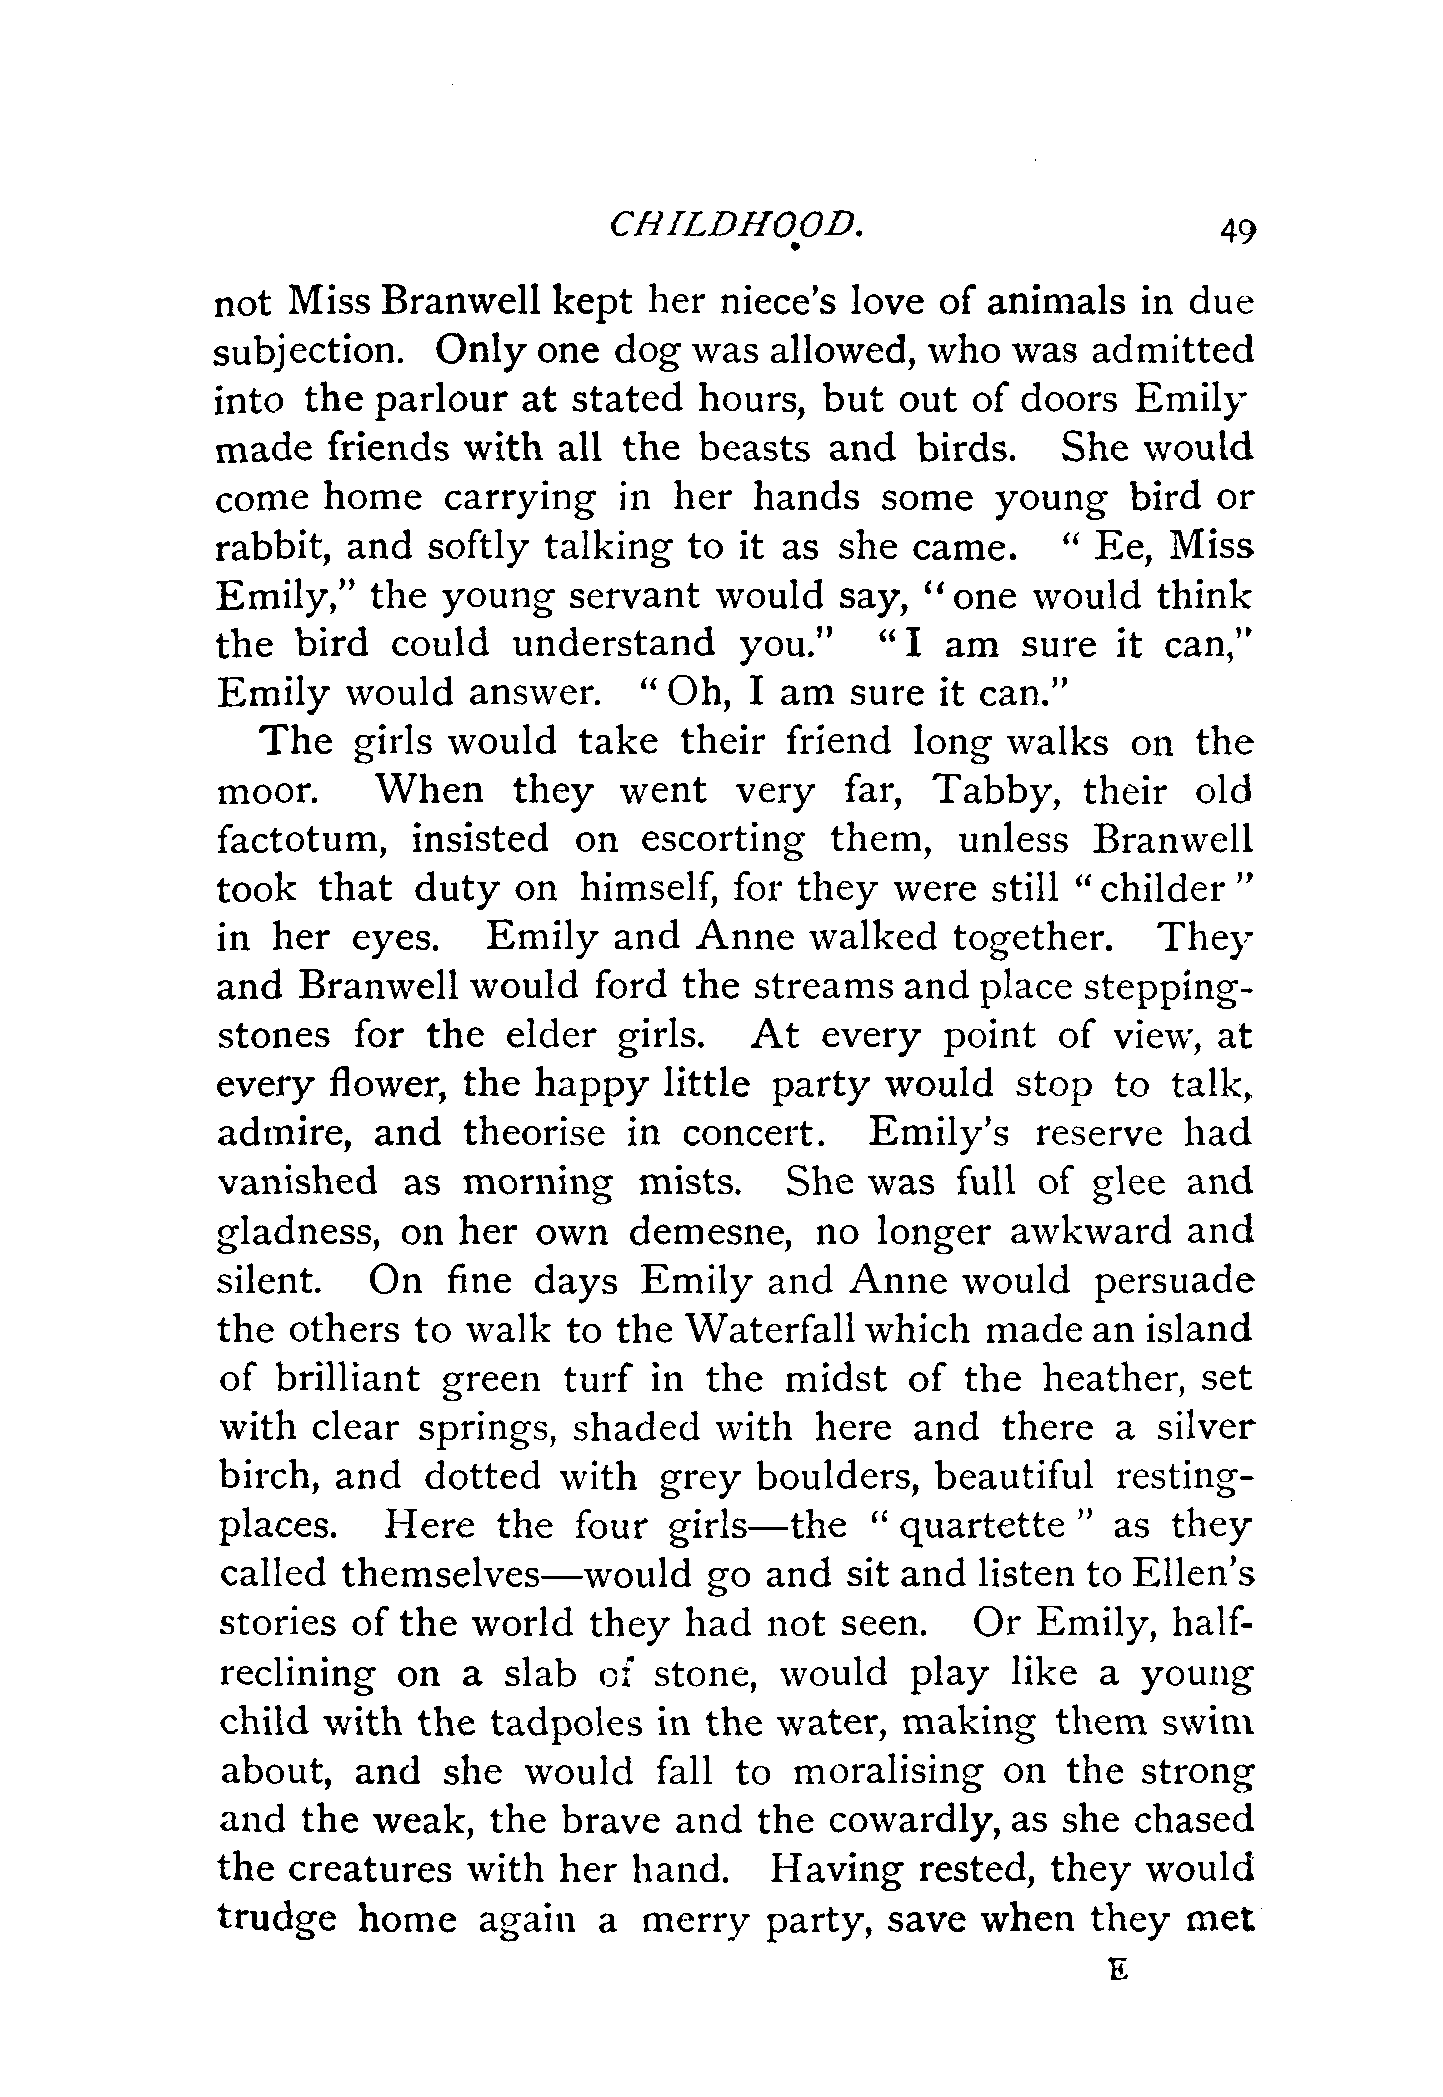 CHILDHOOD. 49
not Miss Branwell kept her niece's love of animals in due
subjection. Only one dog was allowed, who was admitted
into the parlour at stated hours, but out of doors Emily
made friends with all the beasts and birds. She would
come home carrying in her hands some young bird or
rabbit, and softly talking to it as she came. “ Ee, Miss
Emily,” the young servant would say, “ one would think
the bird could understand you.” “ I am sure it can,”
Emily would answer. “ Oh, I am sure it can.”
The girls would take their friend long walks on the
moor. When they went very far, Tabby, their old
factotum, insisted on escorting them, unless Branwell
took that duty on himself, for they were still “ childer ”
in her eyes. Emily and Anne walked together. They
and Branwell would ford the streams and place stepping-
stones for the elder girls. At every point of view, at
every flower, the happy little party would stop to talk,
admire, and theorise in concert. Emily's reserve had
vanished as morning mists. She was full of glee and
gladness, on her own demesne, no longer awkward and
silent. On fine days Emily and Anne would persuade
the others to walk to the Waterfall which made an island
of brilliant green turf in the midst of the heather, set
with clear springs, shaded with here and there a silver
birch, and dotted with grey boulders, beautiful resting-
places. Here the four girls—the “ quartette ” as they
called themselves—would go and sit and listen to Ellen's
stories of the world they had not seen. Or Emily, half-
reclining on a slab of stone, would play like a young
child with the tadpoles in the water, making them swim
about, and she would fall to moralising on the strong
and the weak, the brave and the cowardly, as she chased
the creatures with her hand. Having rested, they would
trudge home again a merry party, save when they met
E